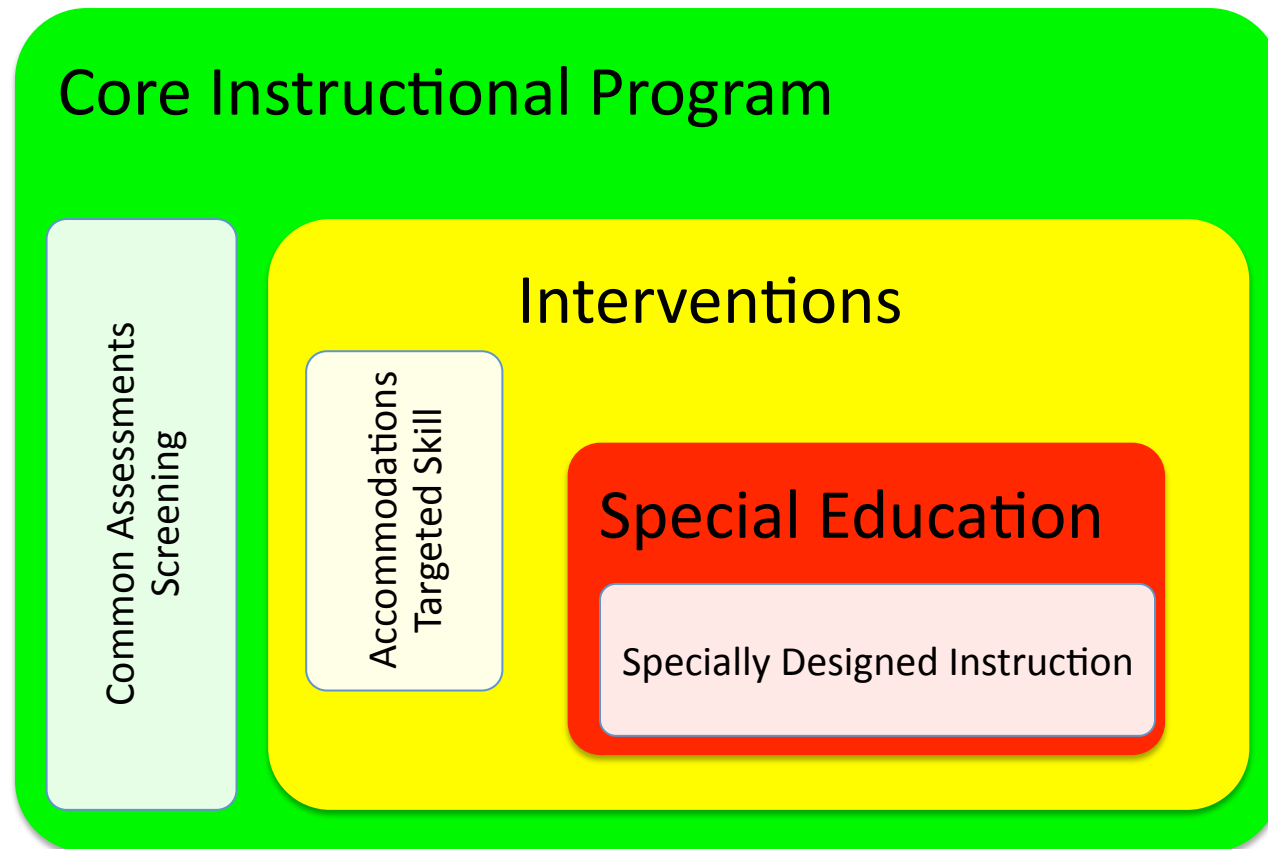 Core Instructional Program
Common Assessments
Screening
Interventions
Accommodations
Targeted Skill
Special Education
Specially Designed Instruction